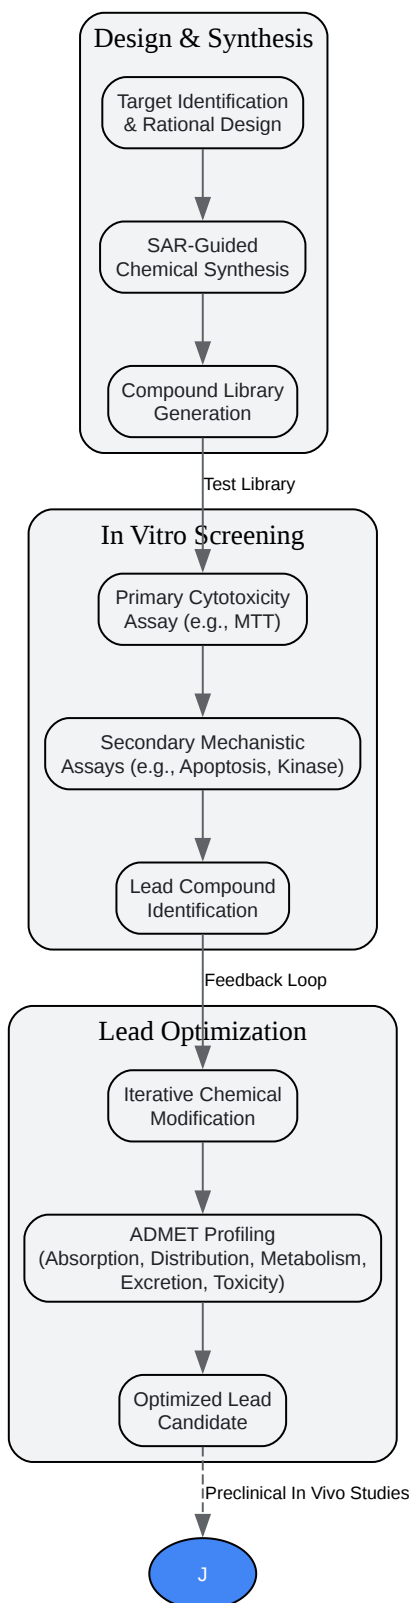 Design & Synthesis
Target Identification
& Rational Design
SAR-Guided
Chemical Synthesis
Compound Library
Generation
Test Library
In Vitro Screening
Primary Cytotoxicity
Assay (e.g., MTT)
Secondary Mechanistic
Assays (e.g., Apoptosis, Kinase)
Lead Compound
Identification
Feedback Loop
Lead Optimization
Iterative Chemical
Modification
ADMET Profiling
(Absorption, Distribution, Metabolism,
Excretion, Toxicity)
Optimized Lead
Candidate
Preclinical In Vivo Studies
J